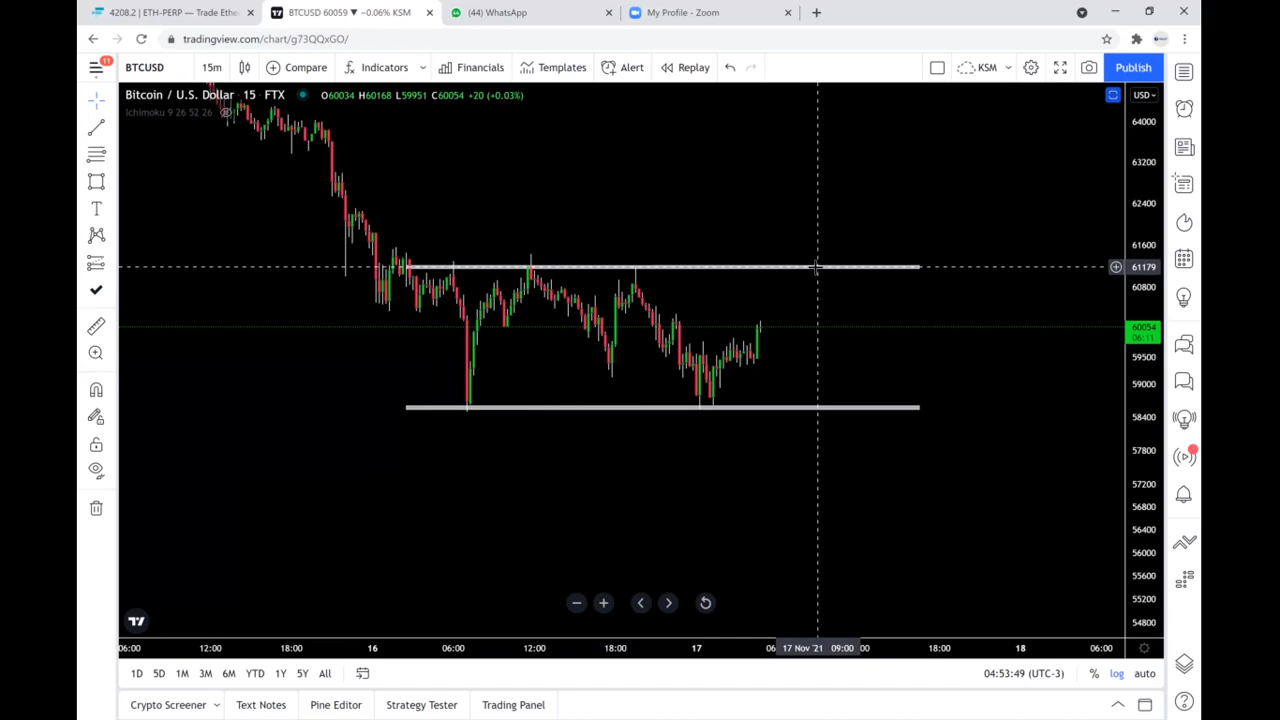 4208.2 | ETH-PERP — Trade Ether
BTCUSD 60059 ▼ −0.06% KSM
(44) WhatsApp
My Profile - Zoom
tradingview.com/chart/g73QQxGO/
11
BTCUSD
15m
Compare
Indicators
Financials
Templates
Alert
Replay
KSM
Publish
Bitcoin / U.S. Dollar · 15 · FTX
O60034 H60168 L59951 C60054 +20 (+0.03%)
USD
Ichimoku 9 26 52 26
64000
63200
62400
61600
61179
60800
60054
06:11
59500
59000
58400
57800
57200
56800
56400
56000
55600
55200
54800
06:00
12:00
18:00
16
06:00
12:00
18:00
17
06
17 Nov '21 09:00
:00
18:00
18
06:00
1D
5D
1M
3M
6M
YTD
1Y
5Y
All
04:53:49 (UTC-3)
%
log
auto
Crypto Screener
Text Notes
Pine Editor
Strategy Tester
Trading Panel